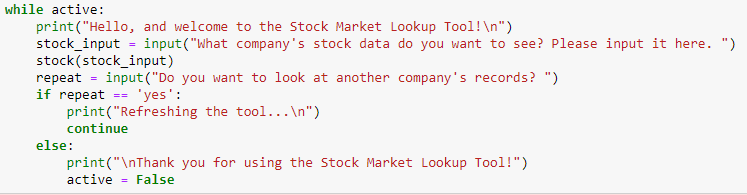 while active:
    print("Hello, and welcome to the Stock Market Lookup Tool!\n")
    stock_input = input("What company's stock data do you want to see? Please input it here. ")
    stock(stock_input)
    repeat = input("Do you want to look at another company's records? ")
    if repeat == 'yes':
        print("Refreshing the tool...\n")
        continue
    else:
        print("\nThank you for using the Stock Market Lookup Tool!")
        active = False